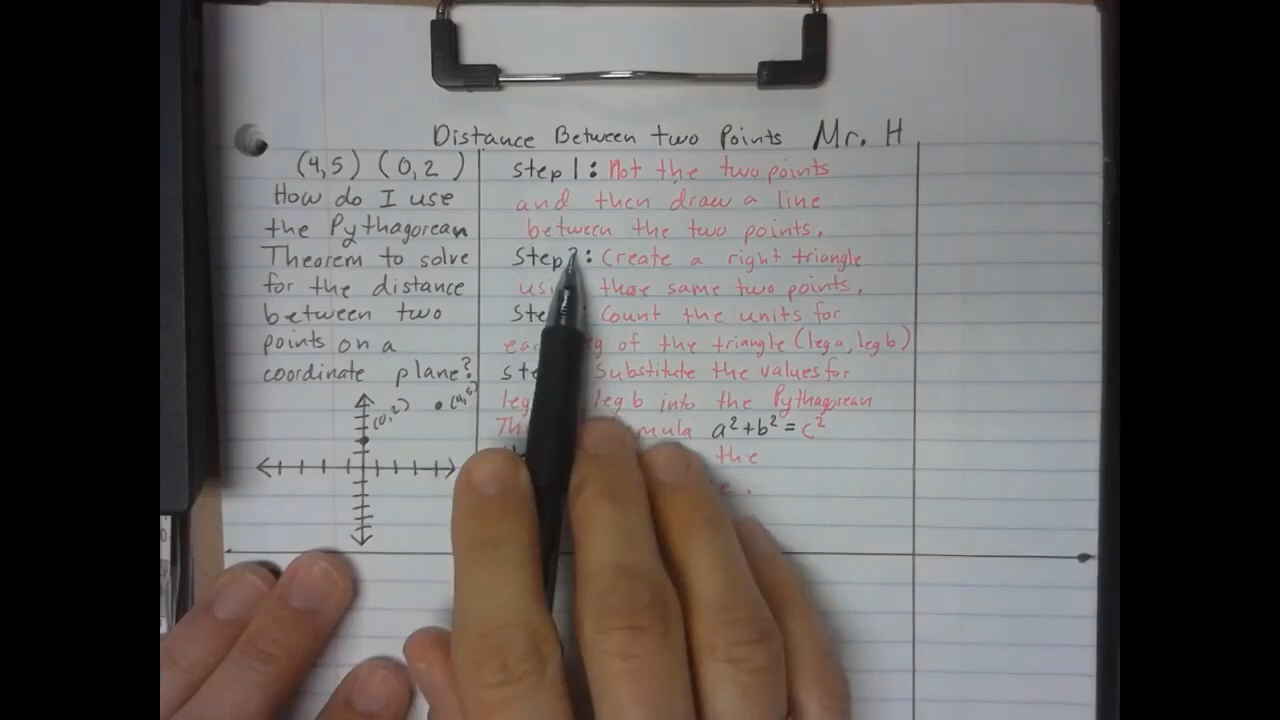 Distance Between two Points Mr. H
(4,5) (0,2)
How do I use
the Pythagorean
Theorem to solve
for the distance
between two
points on a
coordinate plane?
(0,2) (4,5)
Step 1: Not the two points
and then draw a line
between the two points.
Step 2: Create a right triangle
those same two points.
Count the units for
of the triangle (leg a, leg b)
Substitute the values for
leg leg b into the Pythagorean
a²+b²=c²
the